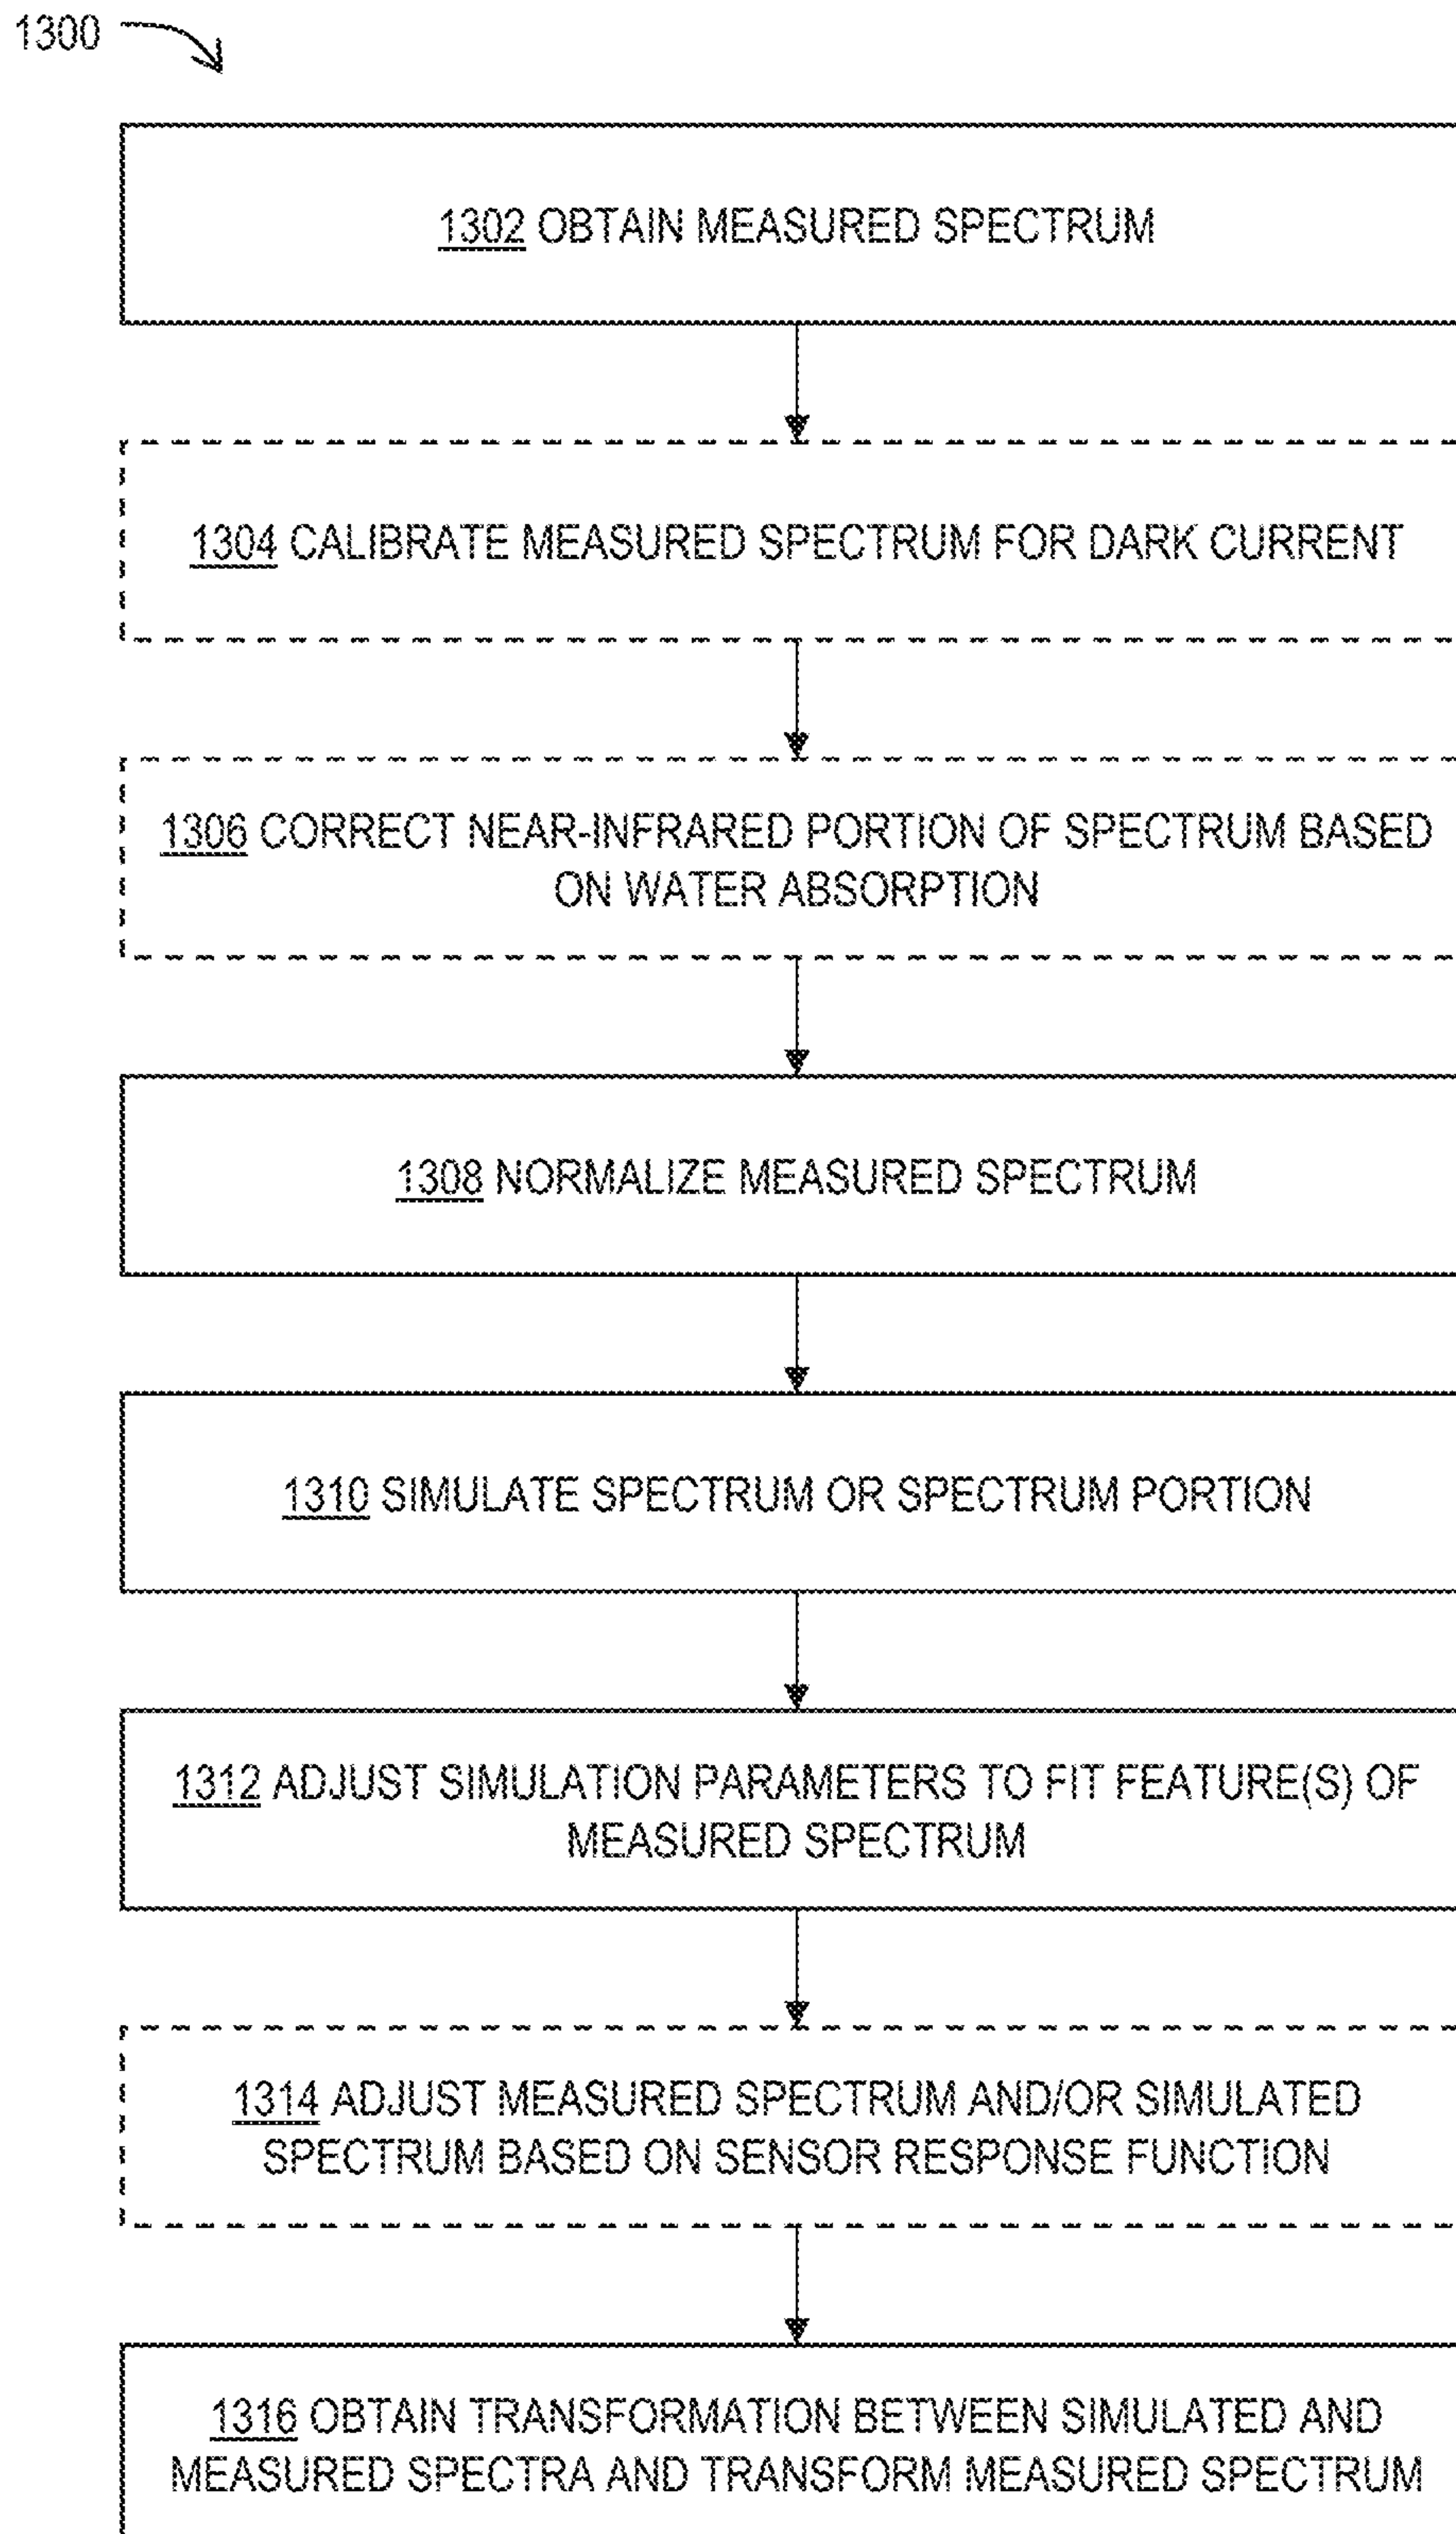 1300
1302 OBTAIN MEASURED SPECTRUM
1304 CALIBRATE MEASURED SPECTRUM FOR DARK CURRENT
1306 CORRECT NEAR-INFRARED PORTION OF SPECTRUM BASED
ON WATER ABSORPTION
1308 NORMALIZE MEASURED SPECTRUM
1310 SIMULATE SPECTRUM OR SPECTRUM PORTION
1312 ADJUST SIMULATION PARAMETERS TO FIT FEATURE(S) OF
MEASURED SPECTRUM
1314 ADJUST MEASURED SPECTRUM AND/OR SIMULATED
SPECTRUM BASED ON SENSOR RESPONSE FUNCTION
1316 OBTAIN TRANSFORMATION BETWEEN SIMULATED AND
MEASURED SPECTRA AND TRANSFORM MEASURED SPECTRUM